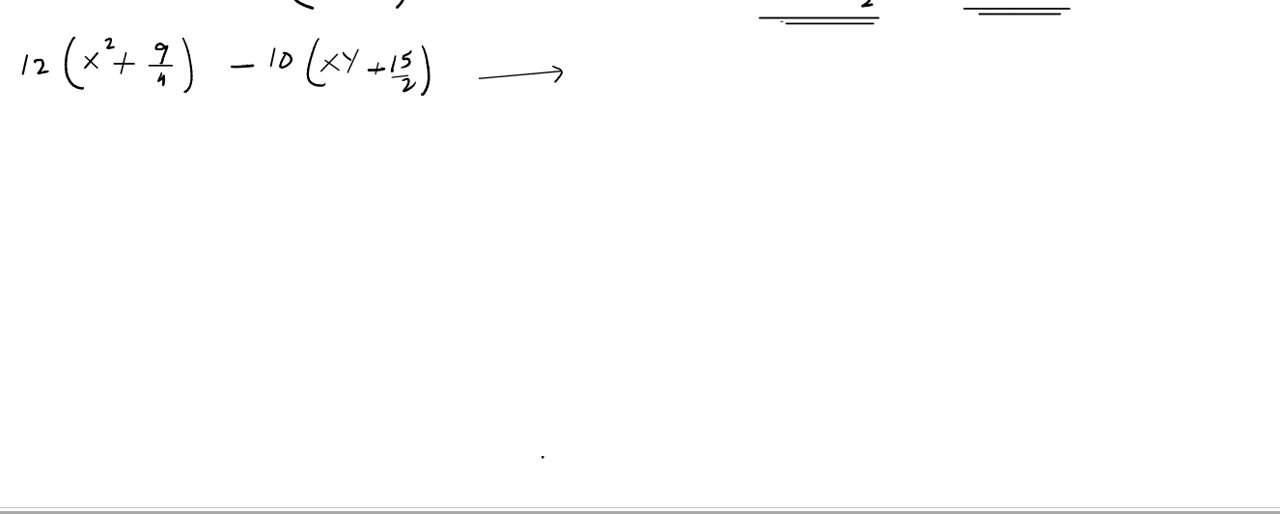 12 (x² + 9/4) - 10 (xy + 15/2) →